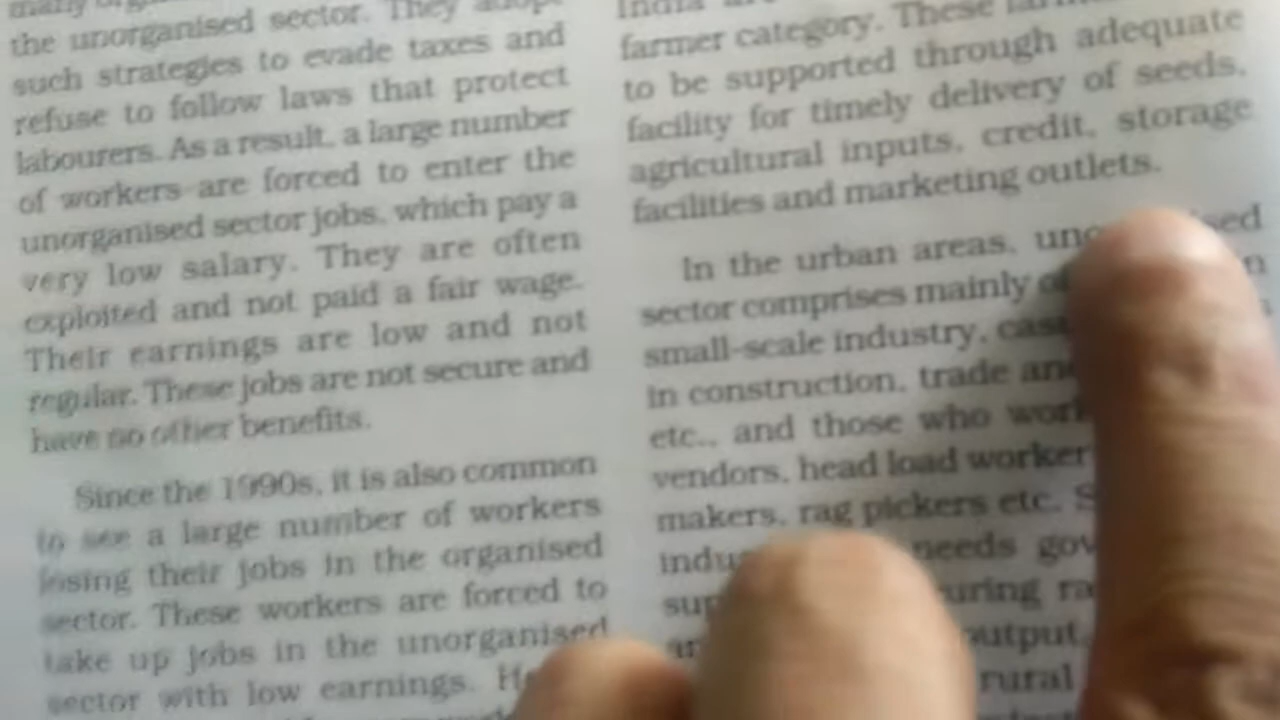 the unorganised sector. They adopt
such strategies to evade taxes and
refuse to follow laws that protect
labourers. As a result, a large number
of workers are forced to enter the
unorganised sector jobs, which pay a
very low salary. They are often
exploited and not paid a fair wage.
Their earnings are low and not
regular. These jobs are not secure and
have no other benefits.
Since the 1990s, it is also common
to see a large number of workers
losing their jobs in the organised
sector. These workers are forced to
take up jobs in the unorganised
sector with low earnings.
India
farmer category. These
to be supported through adequate
facility for timely delivery of seeds,
agricultural inputs, credit, storage
facilities and marketing outlets.
In the urban areas,
sector comprises mainly
small-scale industry,
in construction, trade
etc., and those who
vendors, head load
makers, rag pickers etc.
needs
output,
rural